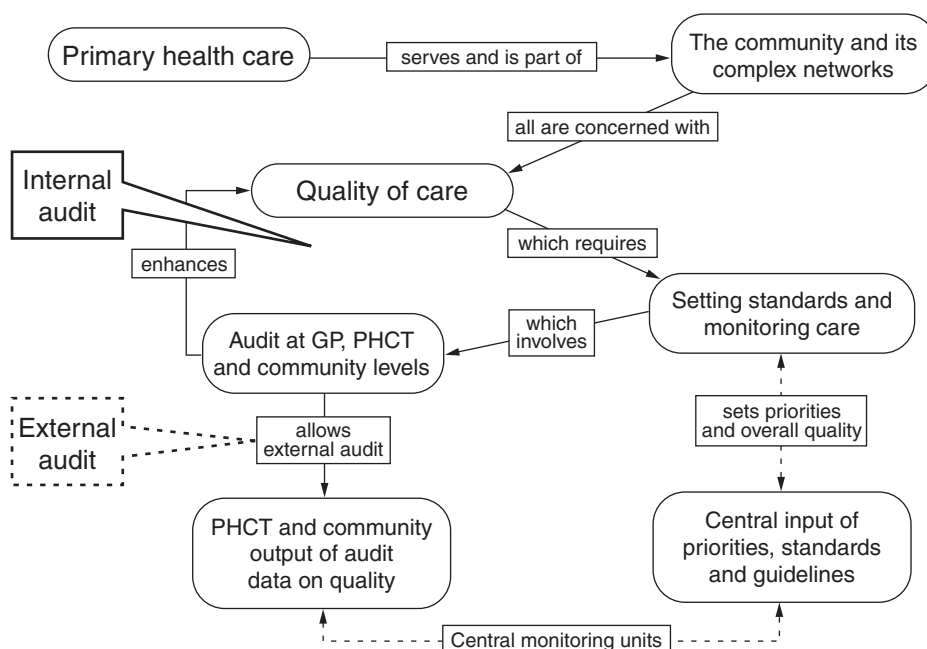 Primary health care
serves and is part of
The community and its
complex networks
all are concerned with
Internal
audit
Quality of care
which requires
enhances
Setting standards and
monitoring care
which
involves
Audit at GP, PHCT
and community levels
External
audit
allows
external audit
sets priorities
and overall quality
PHCT and community
output of audit
data on quality
Central input of
priorities, standards
and guidelines
Central monitoring units